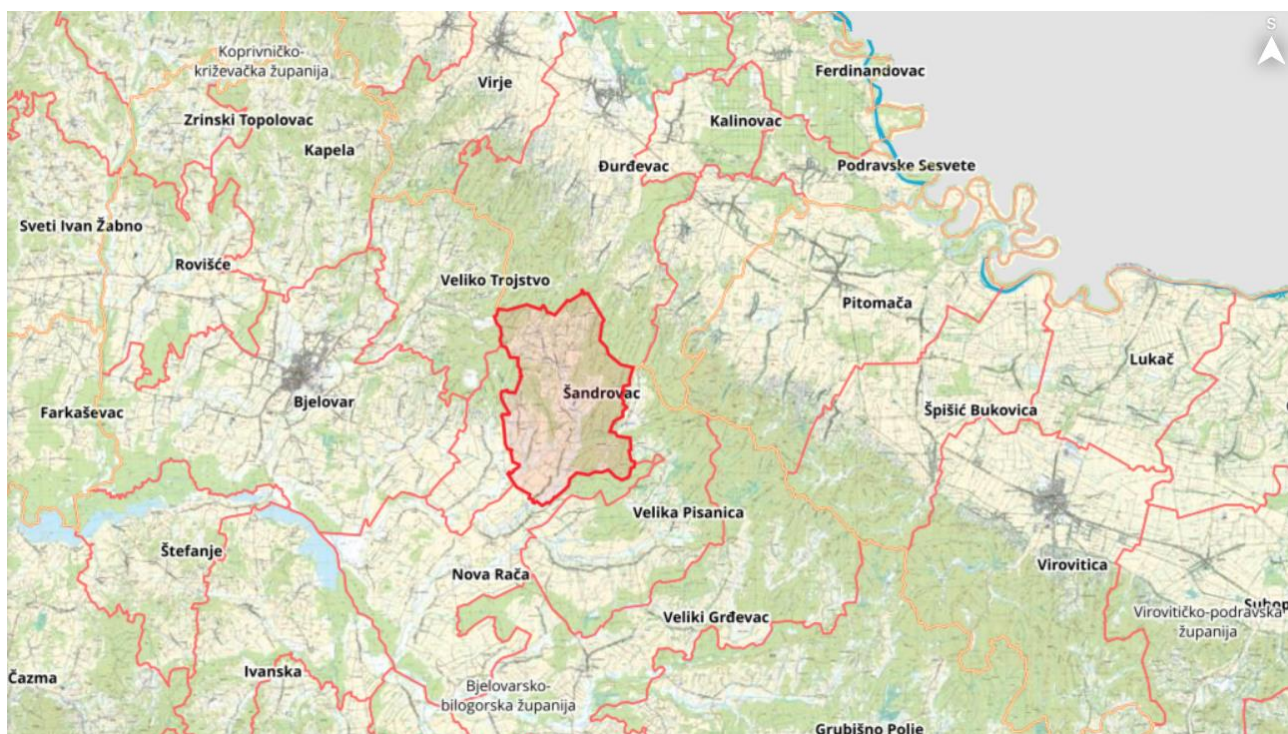 S
Koprivničko-
križevačka županija
Virje
Ferdinandovac
Zrinski Topolovac
Kalinovac
Kapela
Đurđevac
Podravske Sesvete
Sveti Ivan Žabno
Rovišće
Veliko Trojstvo
Pitomača
Lukač
Šandrovac
Bjelovar
Farkaševac
Špišić Bukovica
Velika Pisanica
Štefanje
Nova Rača
Virovitica
Veliki Grđevac
Virovitičko-podravska
županija
Ivanska
Čazma
Bjelovarsko-
bilogorska županija
Grubišno Polje